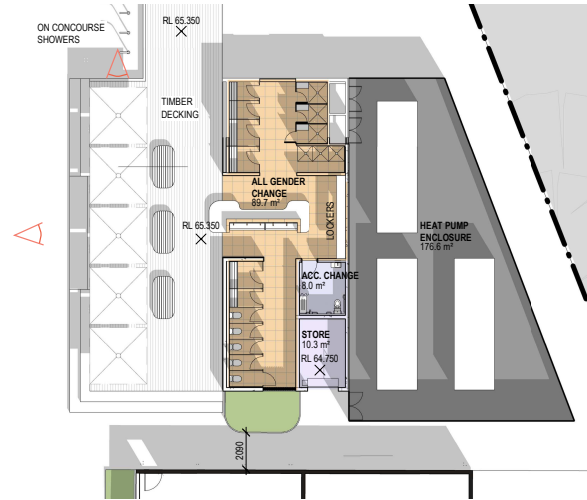 ON CONCOURSE
SHOWERS
RL 65.350
TIMBER
DECKING
ALL GENDER
CHANGE
89.7 m²
LOCKERS
RL 65.350
HEAT PUMP
ENCLOSURE
176.6 m²
ACC. CHANGE
8.0 m²
STORE
10.3 m²
RL 64.750
2090